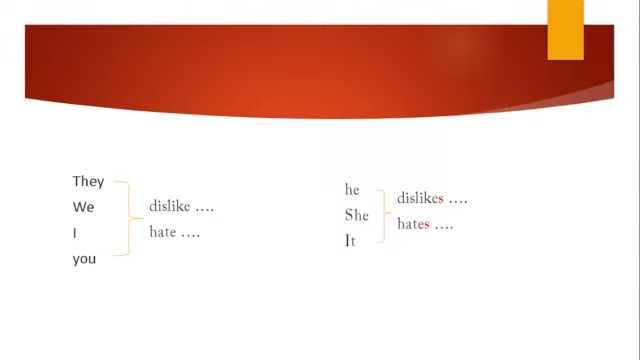 They
We
I
you
dislike ....
hate ....
he
She
It
dislikes ....
hates ....